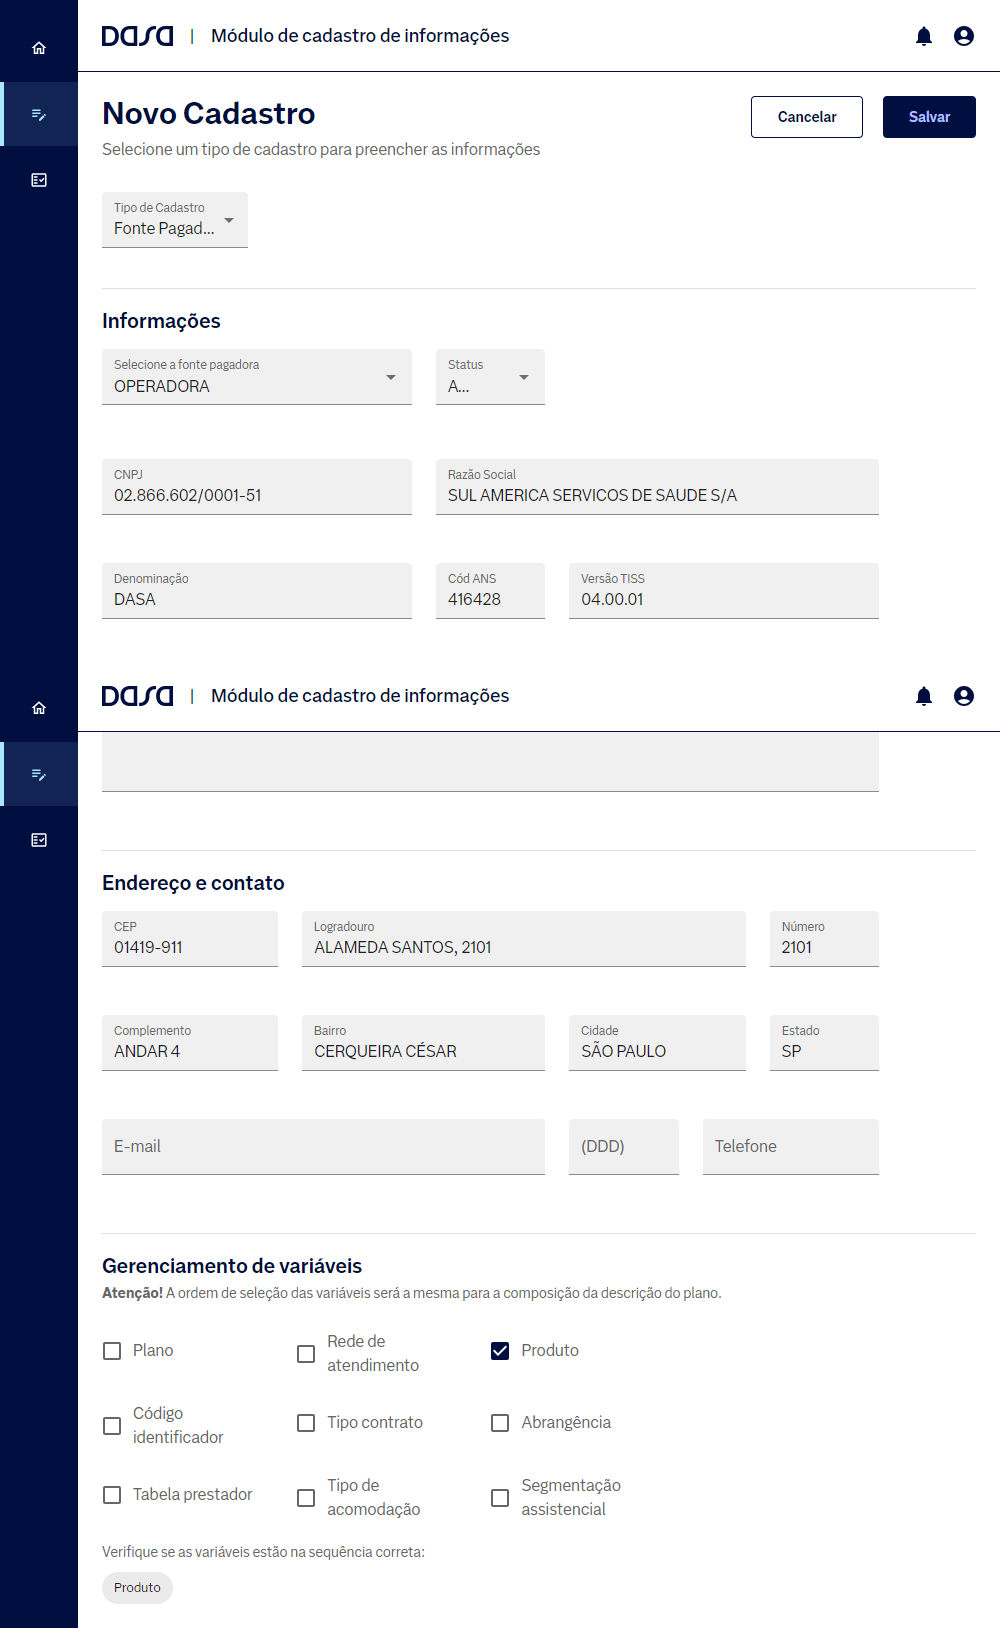 DASA | Módulo de cadastro de informações
Novo Cadastro
Cancelar
Salvar
Selecione um tipo de cadastro para preencher as informações
Tipo de Cadastro
Fonte Pagad...
Informações
Selecione a fonte pagadora
OPERADORA
Status
A...
CNPJ
02.866.602/0001-51
Razão Social
SUL AMERICA SERVICOS DE SAUDE S/A
Denominação
DASA
Cód ANS
416428
Versão TISS
04.00.01
DASA | Módulo de cadastro de informações
Endereço e contato
CEP
01419-911
Logradouro
ALAMEDA SANTOS, 2101
Número
2101
Complemento
ANDAR 4
Bairro
CERQUEIRA CÉSAR
Cidade
SÃO PAULO
Estado
SP
E-mail
(DDD)
Telefone
Gerenciamento de variáveis
Atenção! A ordem de seleção das variáveis será a mesma para a composição da descrição do plano.
Plano
Rede de
atendimento
Produto
Código
identificador
Tipo contrato
Abrangência
Tabela prestador
Tipo de
acomodação
Segmentação
assistencial
Verifique se as variáveis estão na sequência correta:
Produto